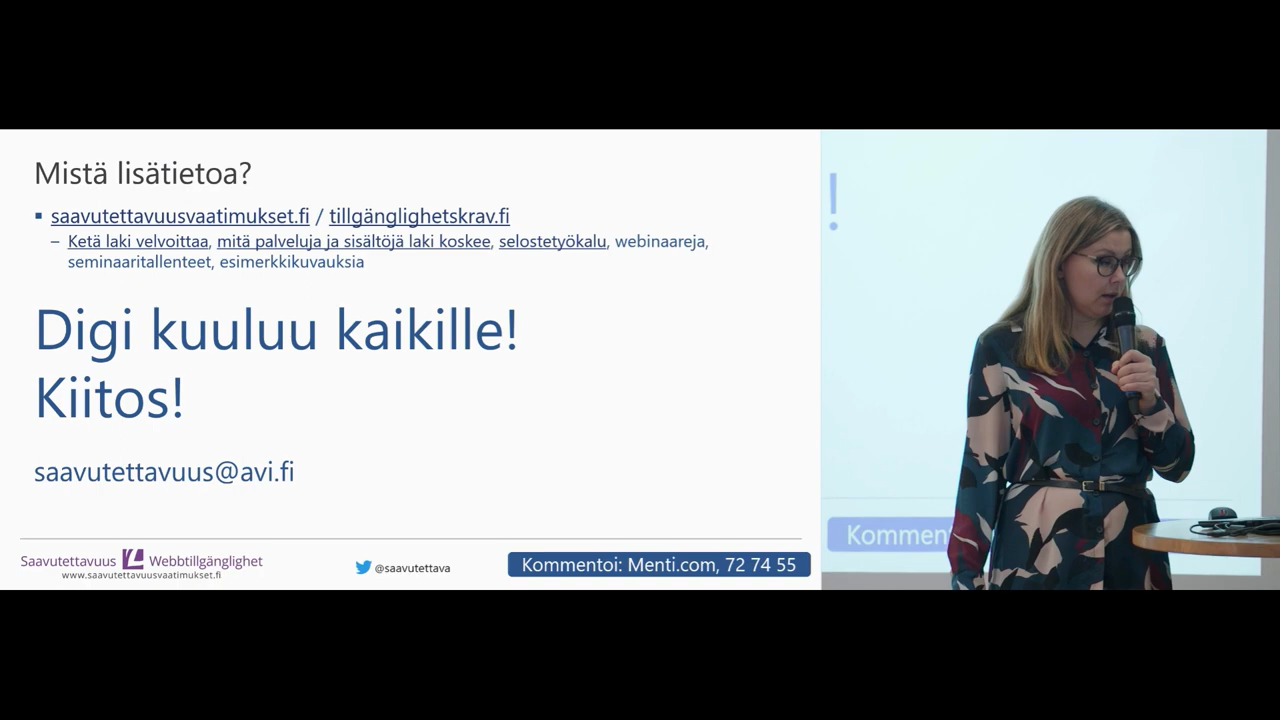 Mistä lisätietoa?
▪ saavutettavuusvaatimukset.fi / tillgänglighetskrav.fi
– Ketä laki velvoittaa, mitä palveluja ja sisältöjä laki koskee, selostetyökalu, webinaareja,
seminaaritallenteet, esimerkkikuvauksia
Digi kuuluu kaikille!
Kiitos!
saavutettavuus@avi.fi
Saavutettavuus Webbtillgänglighet
www.saavutettavuusvaatimukset.fi
@saavutettava
Kommentoi: Menti.com, 72 74 55
!
Kommen